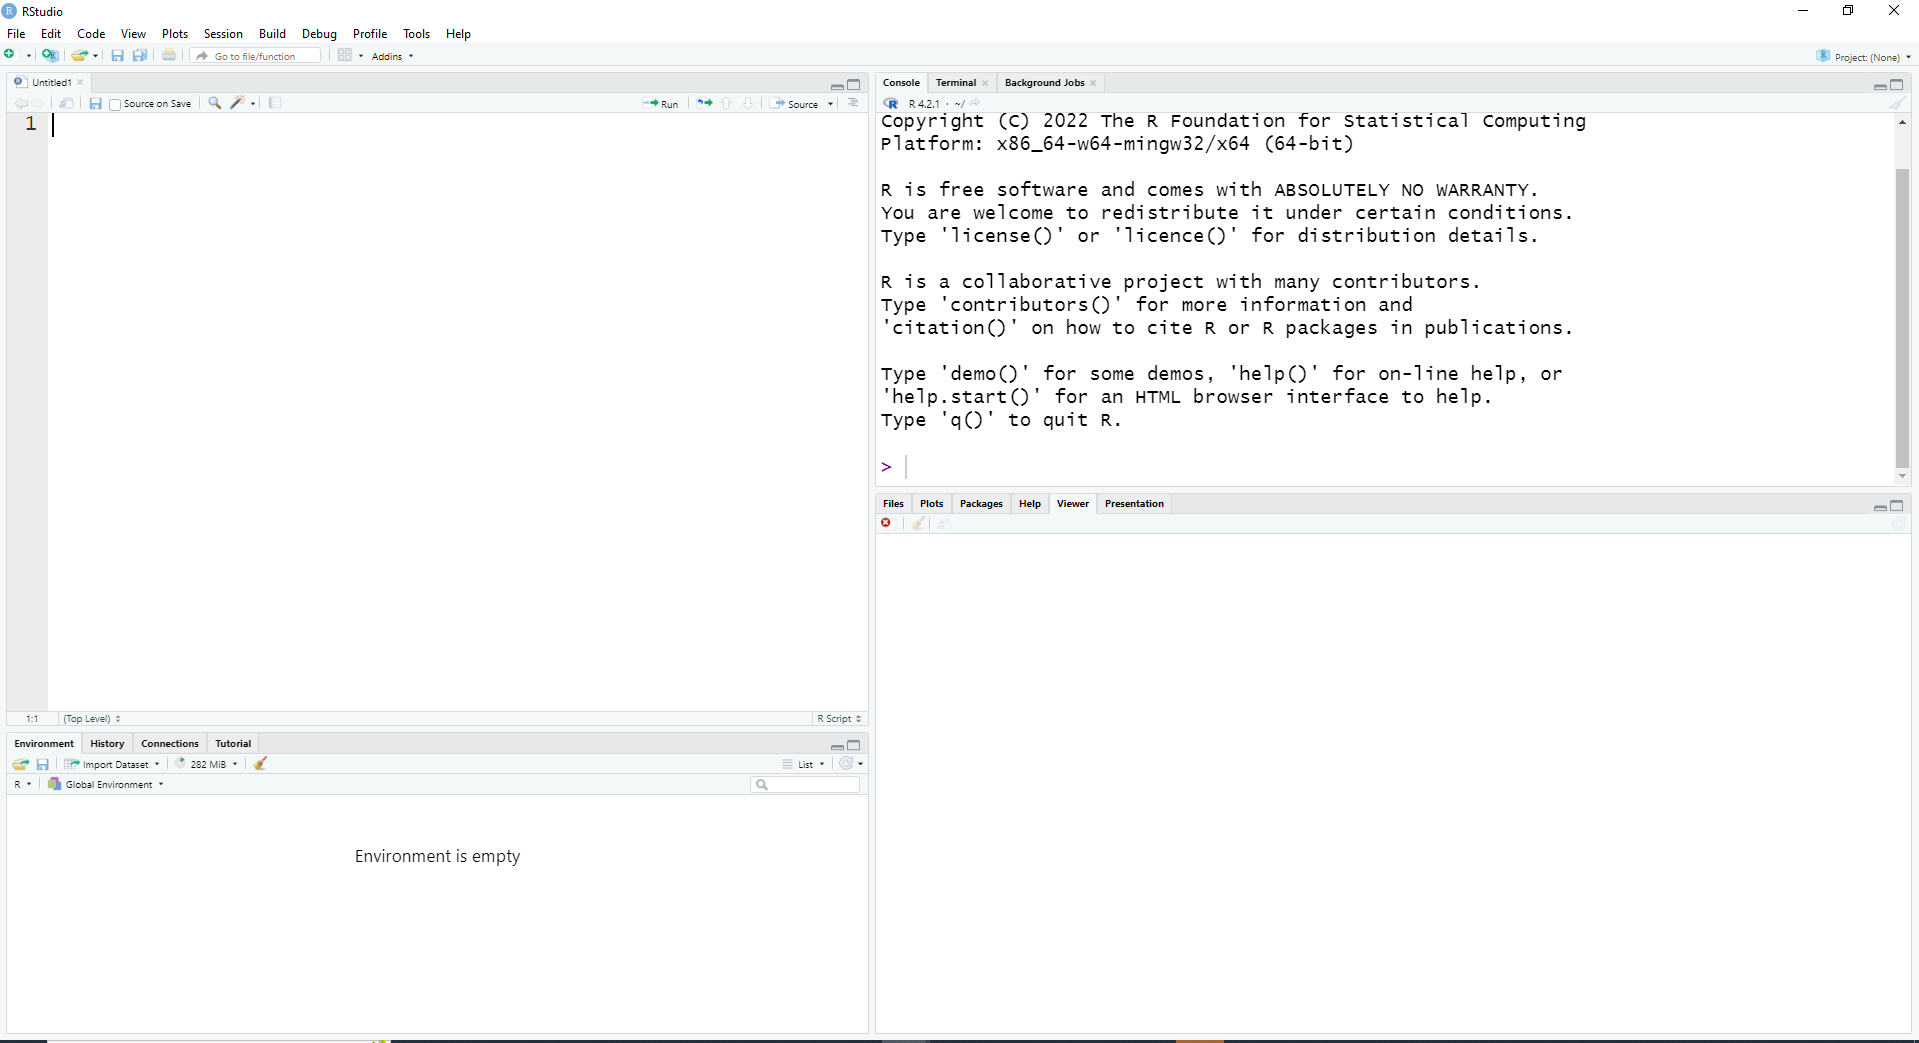 RStudio
File Edit Code View Plots Session Build Debug Profile Tools Help
Go to file/function Addins Project: (None)
Untitled1
Source on Save Run Source
1
1:1 (Top Level) R Script
Environment History Connections Tutorial
Import Dataset 282 MiB List
R Global Environment
Environment is empty
Console Terminal Background Jobs
R 4.2.1 · ~/
Copyright (C) 2022 The R Foundation for Statistical Computing
Platform: x86_64-w64-mingw32/x64 (64-bit)
R is free software and comes with ABSOLUTELY NO WARRANTY.
You are welcome to redistribute it under certain conditions.
Type 'license()' or 'licence()' for distribution details.
R is a collaborative project with many contributors.
Type 'contributors()' for more information and
'citation()' on how to cite R or R packages in publications.
Type 'demo()' for some demos, 'help()' for on-line help, or
'help.start()' for an HTML browser interface to help.
Type 'q()' to quit R.
>
Files Plots Packages Help Viewer Presentation